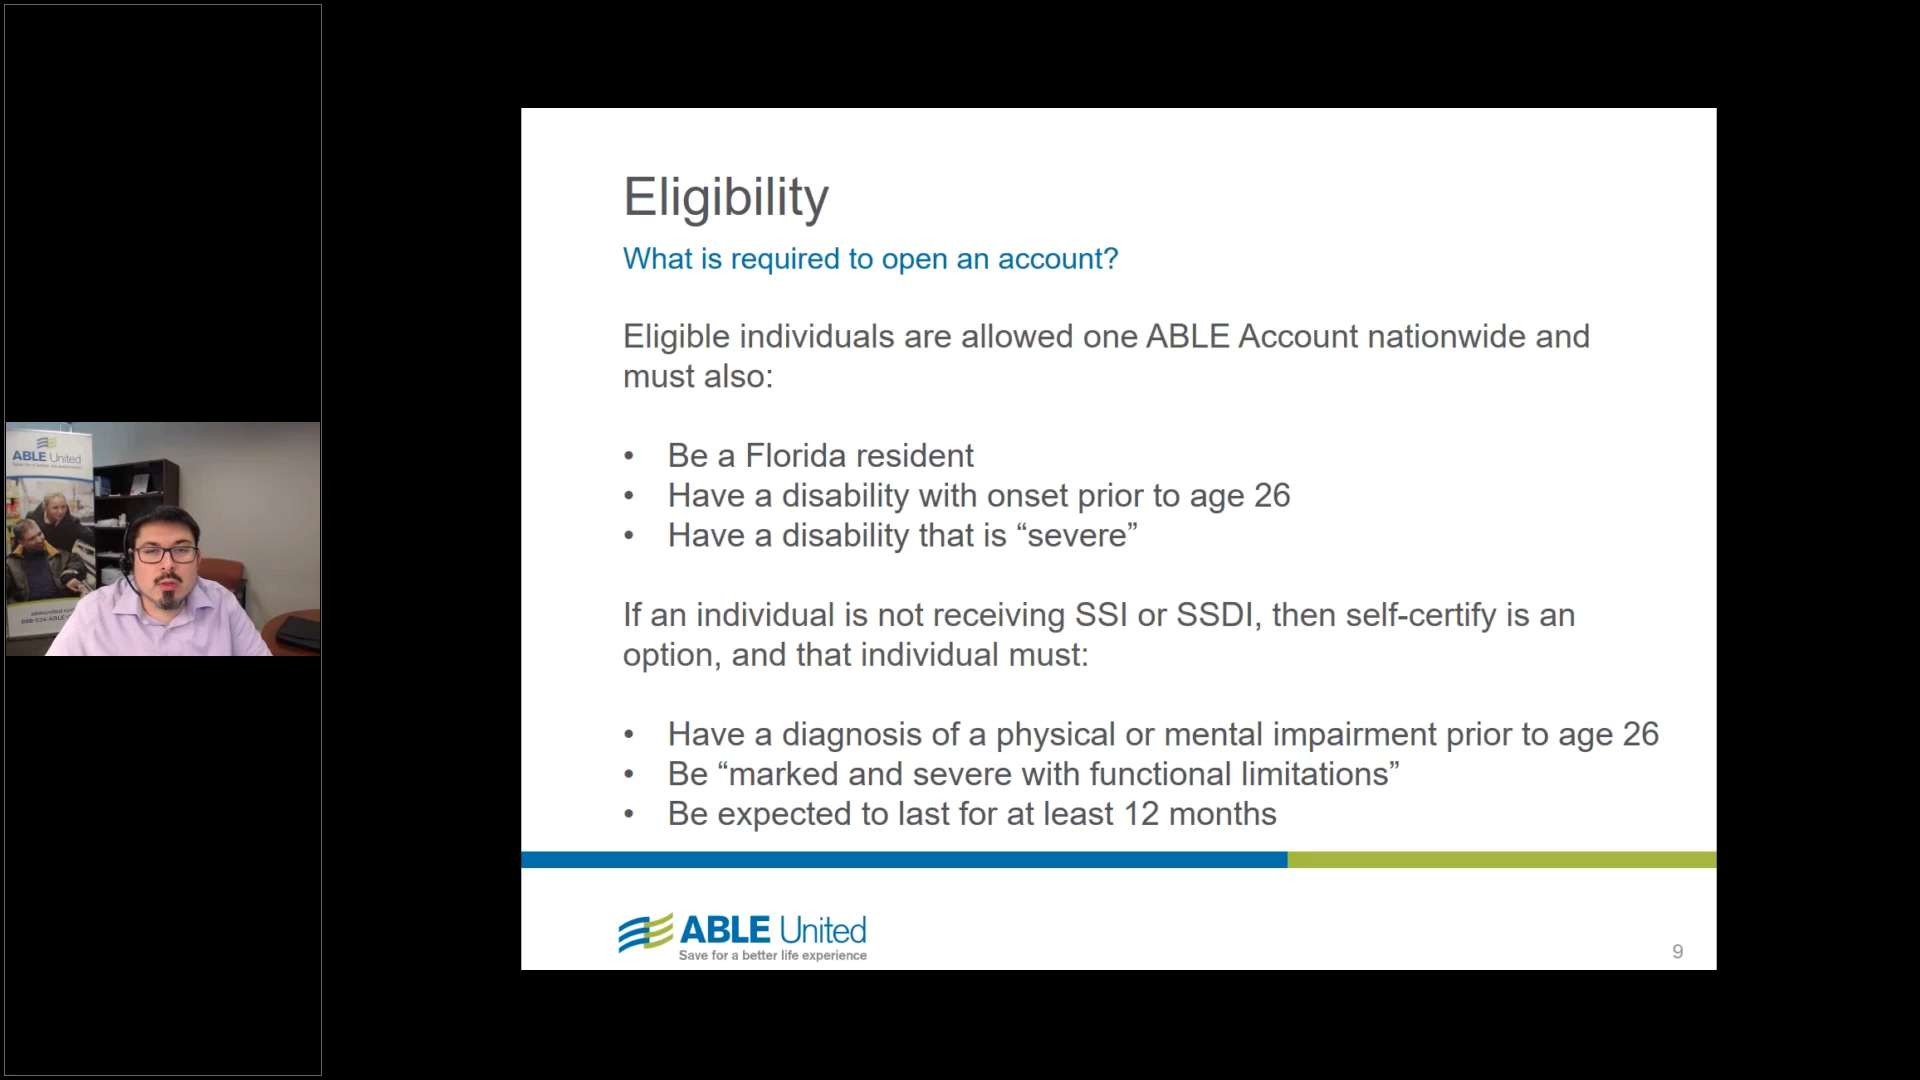 ABLE United
Eligibility
What is required to open an account?
Eligible individuals are allowed one ABLE Account nationwide and
must also:
• Be a Florida resident
• Have a disability with onset prior to age 26
• Have a disability that is “severe”
If an individual is not receiving SSI or SSDI, then self-certify is an
option, and that individual must:
• Have a diagnosis of a physical or mental impairment prior to age 26
• Be “marked and severe with functional limitations”
• Be expected to last for at least 12 months
ABLE United
Save for a better life experience
9